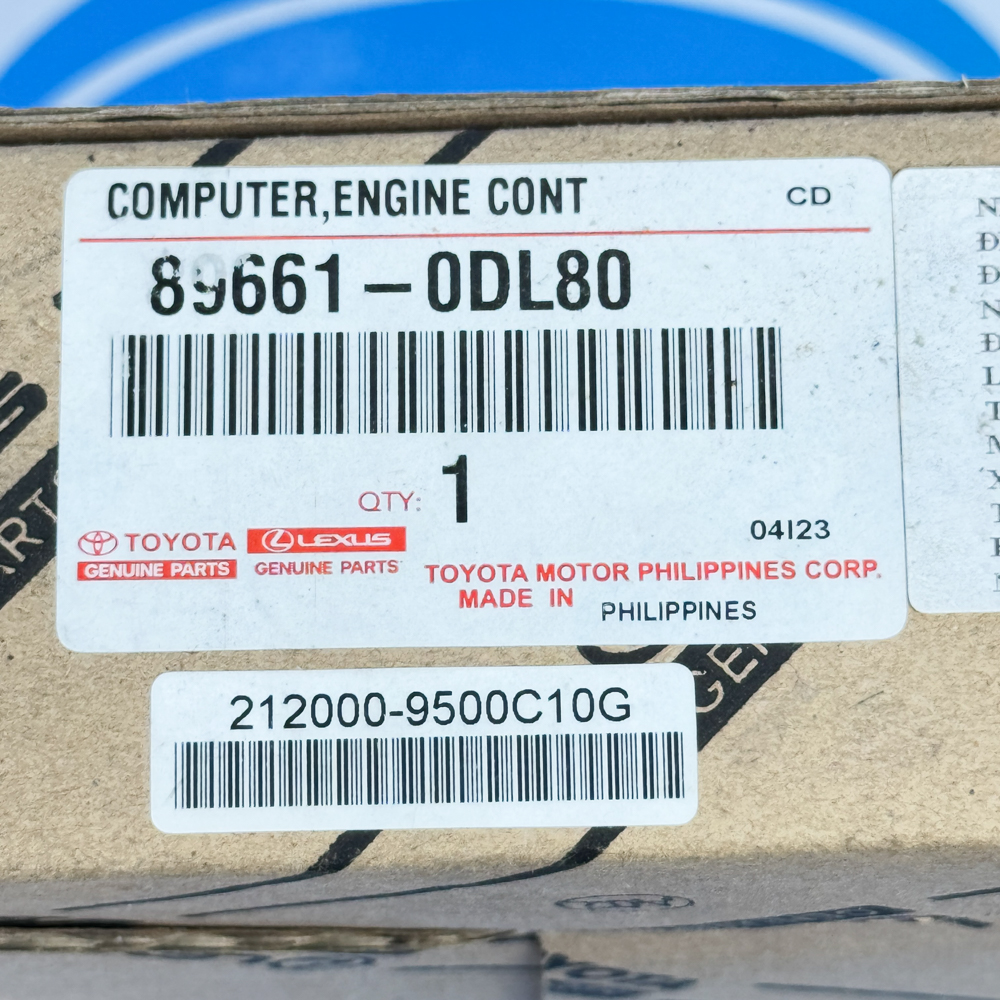 COMPUTER,ENGINE CONT
CD
89661-0DL80
QTY: 1
04I23
TOYOTA
GENUINE PARTS
LEXUS
GENUINE PARTS
TOYOTA MOTOR PHILIPPINES CORP.
MADE IN PHILIPPINES
212000-9500C10G